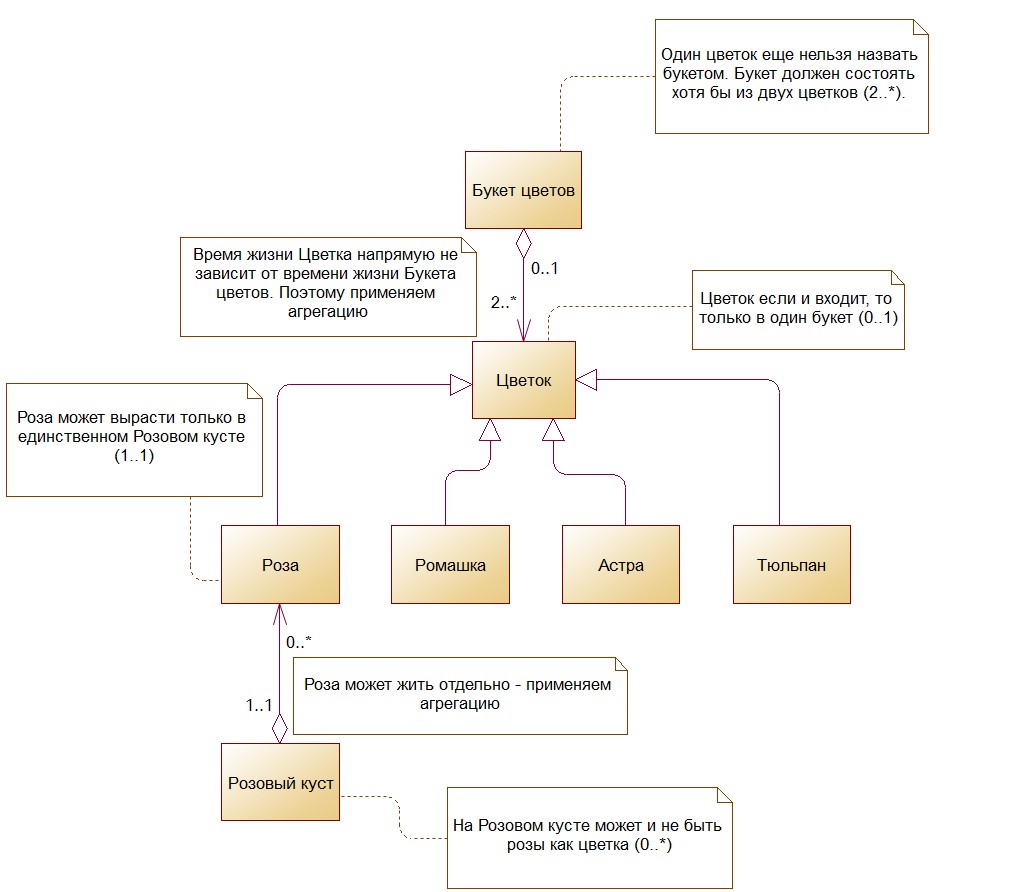 Один цветок еще нельзя назвать
букетом. Букет должен состоять
хотя бы из двух цветков (2..*).
Букет цветов
Время жизни Цветка напрямую не
зависит от времени жизни Букета
цветов. Поэтому применяем
агрегацию
0..1
2..*
Цветок если и входит, то
только в один букет (0..1)
Цветок
Роза может вырасти только в
единственном Розовом кусте
(1..1)
Роза
Ромашка
Астра
Тюльпан
0..*
Роза может жить отдельно - применяем
агрегацию
1..1
Розовый куст
На Розовом кусте может и не быть
розы как цветка (0..*)